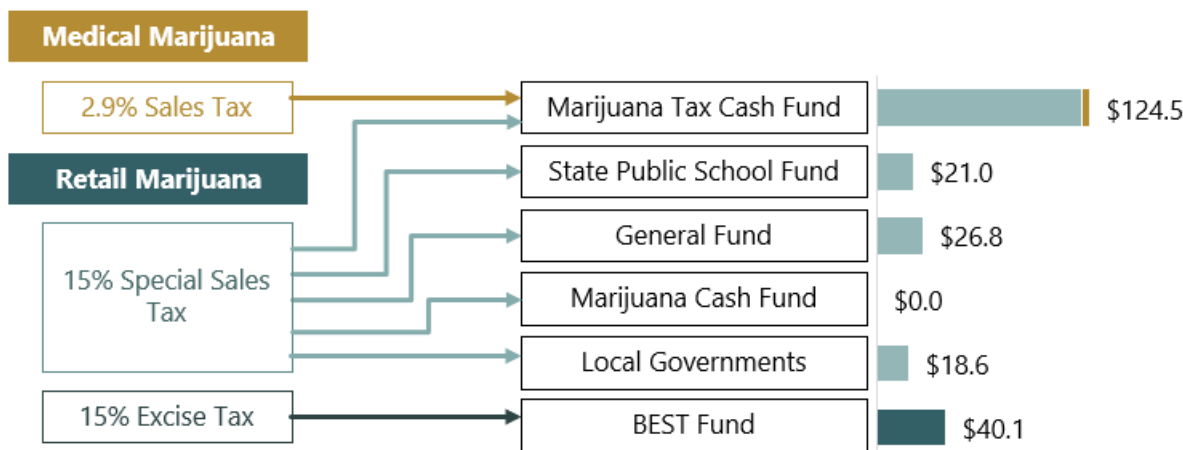 Medical Marijuana
2.9% Sales Tax
Retail Marijuana
15% Special Sales
Tax
15% Excise Tax
Marijuana Tax Cash Fund
$124.5
State Public School Fund
$21.0
General Fund
$26.8
Marijuana Cash Fund
$0.0
Local Governments
$18.6
BEST Fund
$40.1